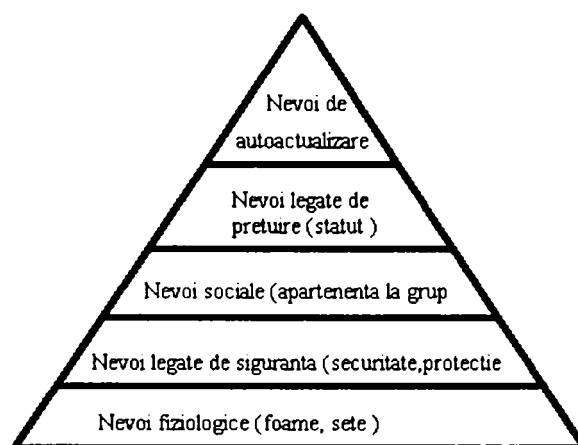 Nevoi de
autoactualizare
Nevoi legate de
pretuire (statut )
Nevoi sociale (apartenenta la grup
Nevoi legate de siguranta (securitate,protectie
Nevoi fiziologice (foame, sete )